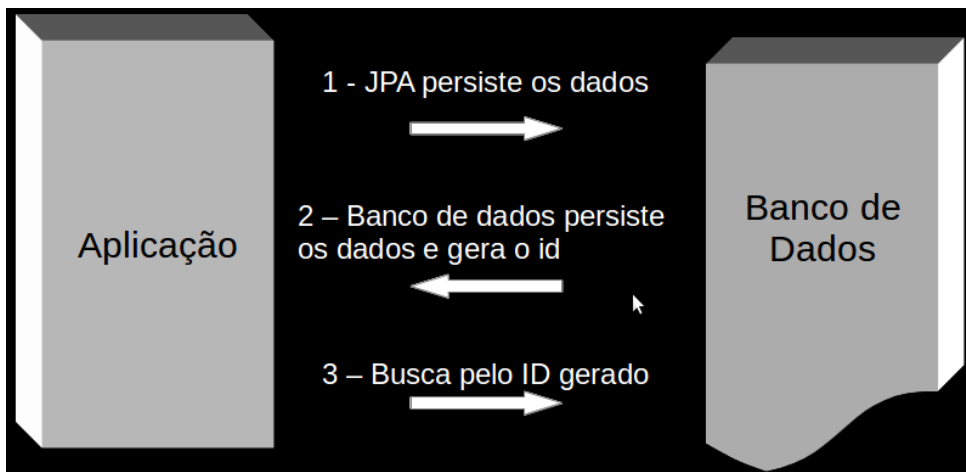 1 - JPA persiste os dados
2 – Banco de dados persiste
os dados e gera o id
3 – Busca pelo ID gerado
Aplicação
Banco de
Dados